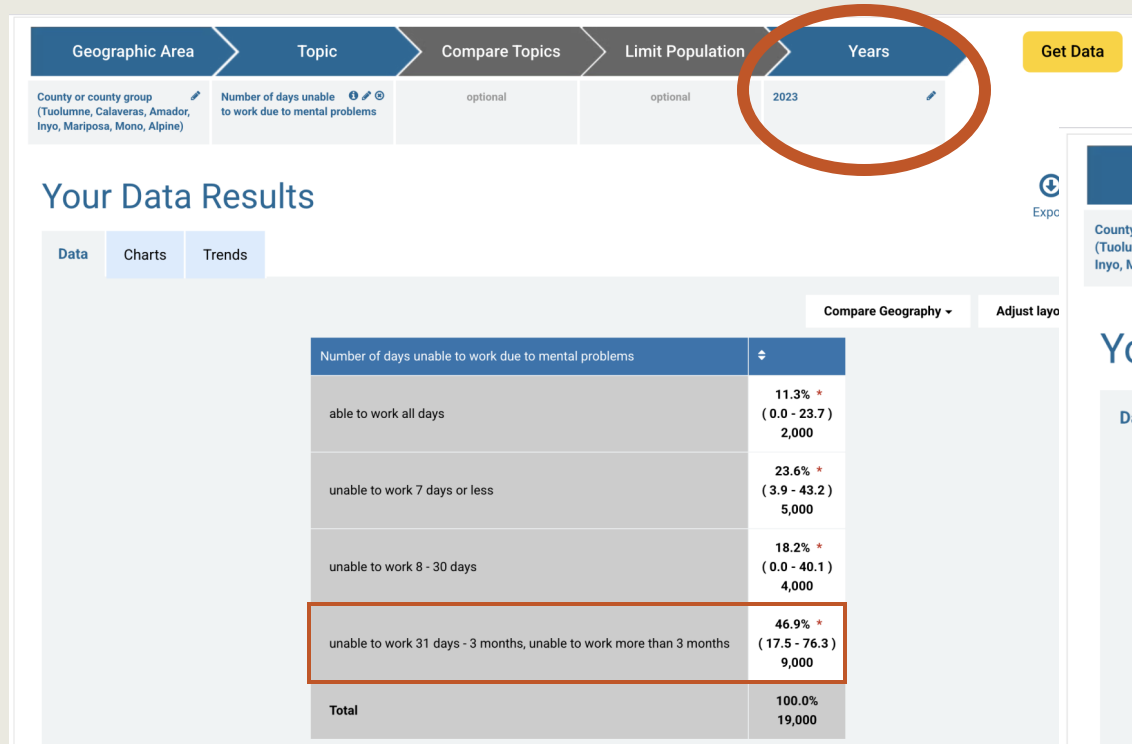 Geographic Area
Topic
Compare Topics
Limit Population
Years
Get Data
County or county group
(Tuolumne, Calaveras, Amador,
Inyo, Mariposa, Mono, Alpine)
Number of days unable
to work due to mental problems
optional
optional
2023
Your Data Results
Data
Charts
Trends
Compare Geography
Number of days unable to work due to mental problems
able to work all days
11.3% *
( 0.0 - 23.7 )
2,000
unable to work 7 days or less
23.6% *
( 3.9 - 43.2 )
5,000
unable to work 8 - 30 days
18.2% *
( 0.0 - 40.1 )
4,000
unable to work 31 days - 3 months, unable to work more than 3 months
46.9% *
( 17.5 - 76.3 )
9,000
Total
100.0%
19,000
Expo
Adjust layo
County
(Tuolu
Inyo, M